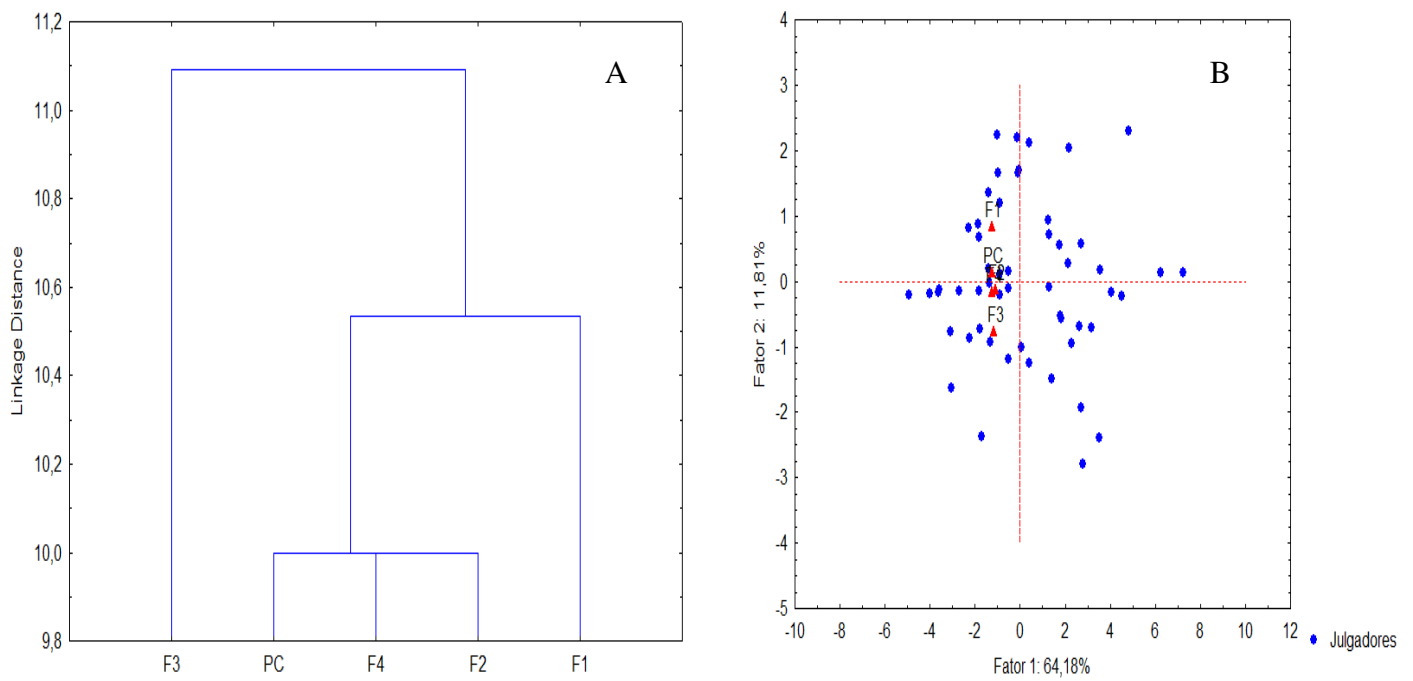 11,2
11,0
10,8
10,6
10,4
10,2
10,0
9,8
Linkage Distance
A
F3 PC F4 F2 F1
4
3
2
1
0
-1
-2
-3
-4
-5
Fator 2: 11,81%
B
F1
PC
F3
-10 -8 -6 -4 -2 0 2 4 6 8 10 12
Fator 1: 64,18%
Julgadores